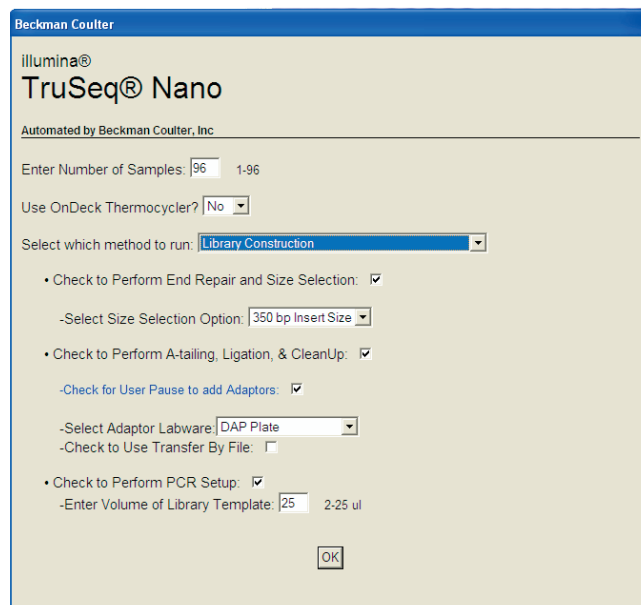 Beckman Coulter
illumina®
TruSeq® Nano
Automated by Beckman Coulter, Inc
Enter Number of Samples: 96 1-96
Use OnDeck Thermocycler? No
Select which method to run: Library Construction
• Check to Perform End Repair and Size Selection:
-Select Size Selection Option: 350 bp Insert Size
• Check to Perform A-tailing, Ligation, & CleanUp:
-Check for User Pause to add Adaptors:
-Select Adaptor Labware: DAP Plate
-Check to Use Transfer By File:
• Check to Perform PCR Setup:
-Enter Volume of Library Template: 25 2-25 ul
OK